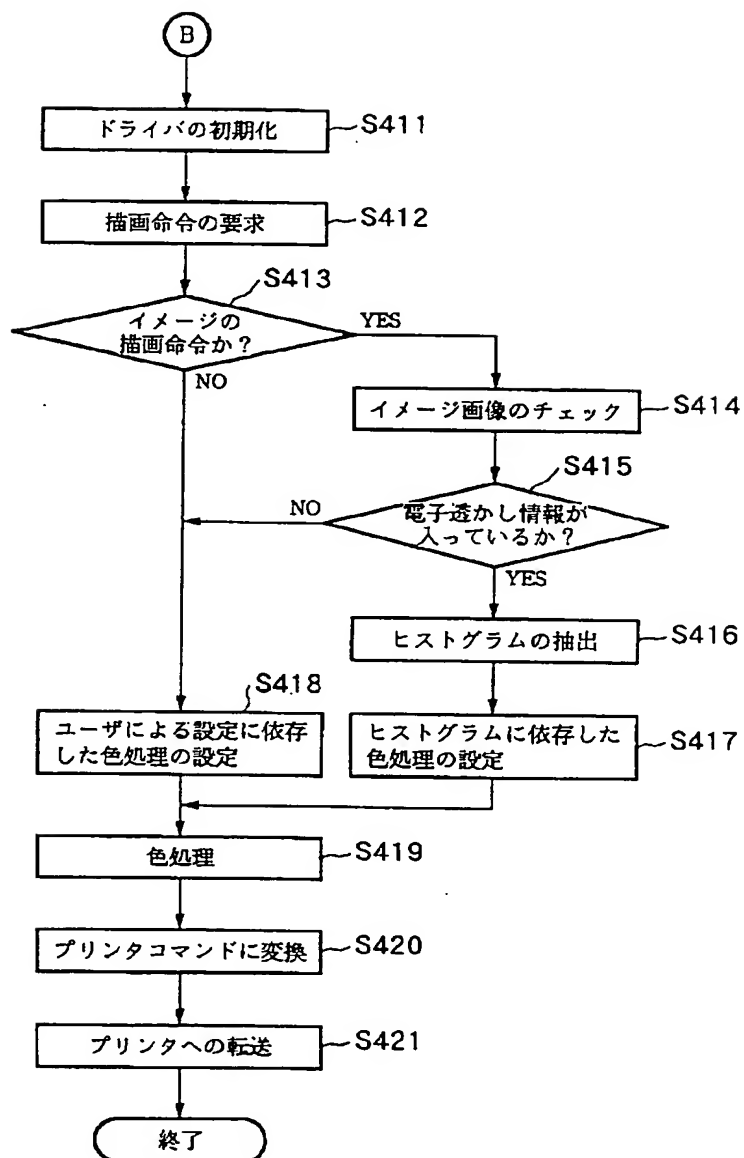 B
ドライバの初期化
S411
描画命令の要求
S412
S413
イメージの
描画命令か？
YES
NO
イメージ画像のチェック
S414
S415
電子透かし情報が
入っているか？
NO
YES
ヒストグラムの抽出
S416
S418
ユーザによる設定に依存
した色処理の設定
ヒストグラムに依存した
色処理の設定
S417
色処理
S419
プリンタコマンドに変換
S420
プリンタへの転送
S421
終了